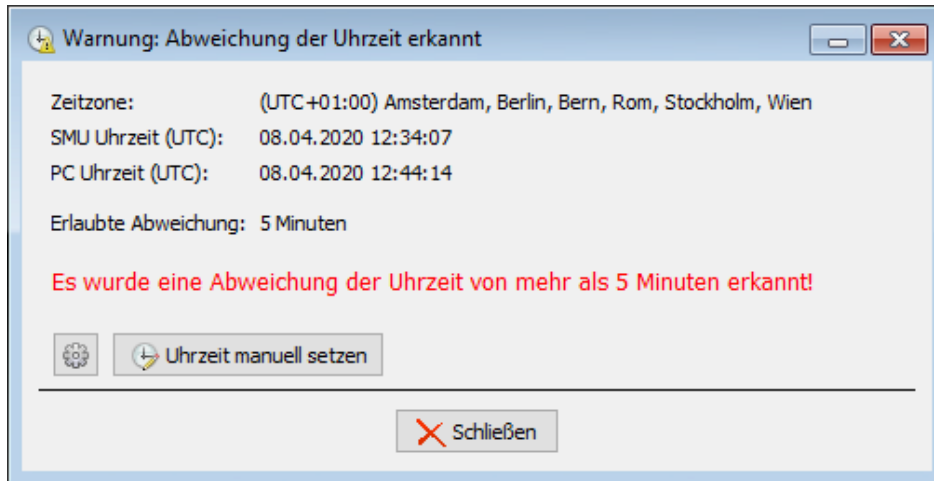 Warnung: Abweichung der Uhrzeit erkannt
Zeitzone: (UTC+01:00) Amsterdam, Berlin, Bern, Rom, Stockholm, Wien
SMU Uhrzeit (UTC): 08.04.2020 12:34:07
PC Uhrzeit (UTC): 08.04.2020 12:44:14
Erlaubte Abweichung: 5 Minuten
Es wurde eine Abweichung der Uhrzeit von mehr als 5 Minuten erkannt!
Uhrzeit manuell setzen
Schließen